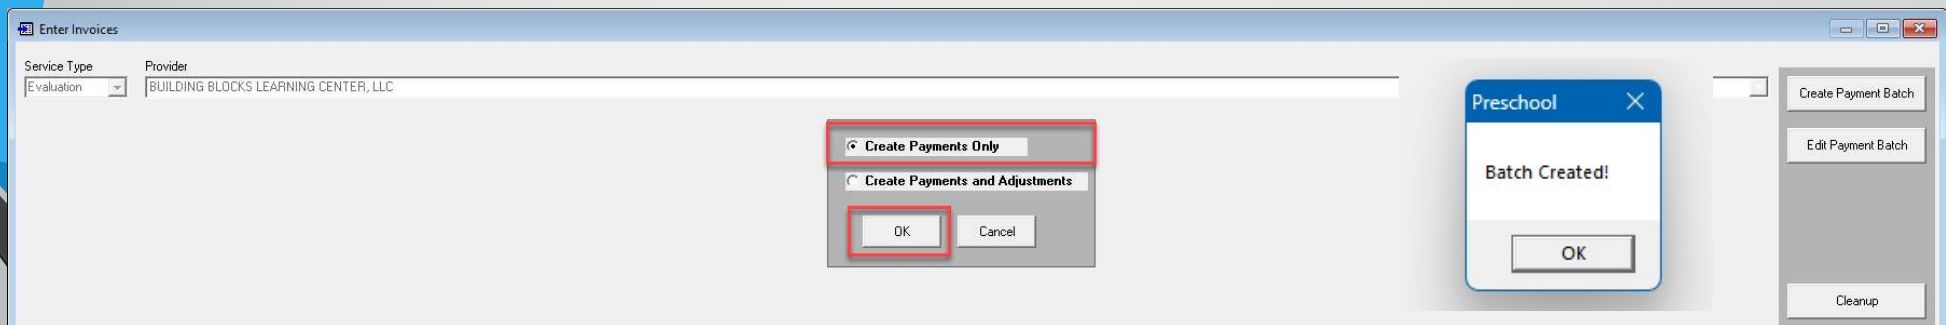 Enter Invoices
Service Type
Provider
Evaluation
BUILDING BLOCKS LEARNING CENTER, LLC
Create Payments Only
Create Payments and Adjustments
OK
Cancel
Preschool
Batch Created!
OK
Create Payment Batch
Edit Payment Batch
Cleanup